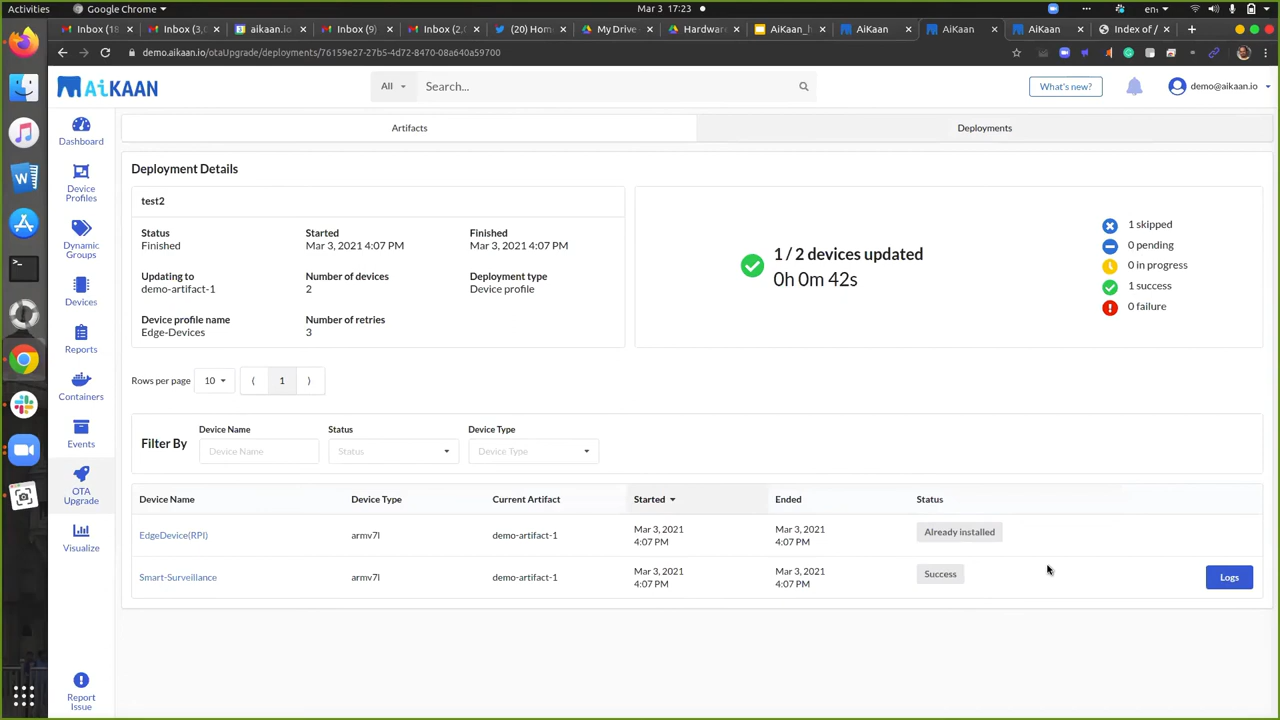 Activities
Google Chrome
Mar 3 17:23
en
Inbox (18
Inbox (3,0
aikaan.io
Inbox (9)
Inbox (2,
(20) Home
My Drive
Hardware
AiKaan_h
AiKaan
AiKaan
AiKaan
Index of /
demo.aikaan.io/otaUpgrade/deployments/76159e27-27b5-4d72-8470-08a640a59700
AiKAAN
All
Search...
What's new?
demo@aikaan.io
Dashboard
Device
Profiles
Dynamic
Groups
Devices
Reports
Containers
Events
OTA
Upgrade
Visualize
Report
Issue
Artifacts
Deployments
Deployment Details
test2
Status
Finished
Started
Mar 3, 2021 4:07 PM
Finished
Mar 3, 2021 4:07 PM
Updating to
demo-artifact-1
Number of devices
2
Deployment type
Device profile
Device profile name
Edge-Devices
Number of retries
3
1 / 2 devices updated
0h 0m 42s
1 skipped
0 pending
0 in progress
1 success
0 failure
Rows per page 10 ⟨ 1 ⟩
Filter By
Device Name
Device Name
Status
Status
Device Type
Device Type
Device Name Device Type Current Artifact Started Ended Status
EdgeDevice(RPI) armv7l demo-artifact-1 Mar 3, 2021 4:07 PM Mar 3, 2021 4:07 PM Already installed
Smart-Surveillance armv7l demo-artifact-1 Mar 3, 2021 4:07 PM Mar 3, 2021 4:07 PM Success Logs